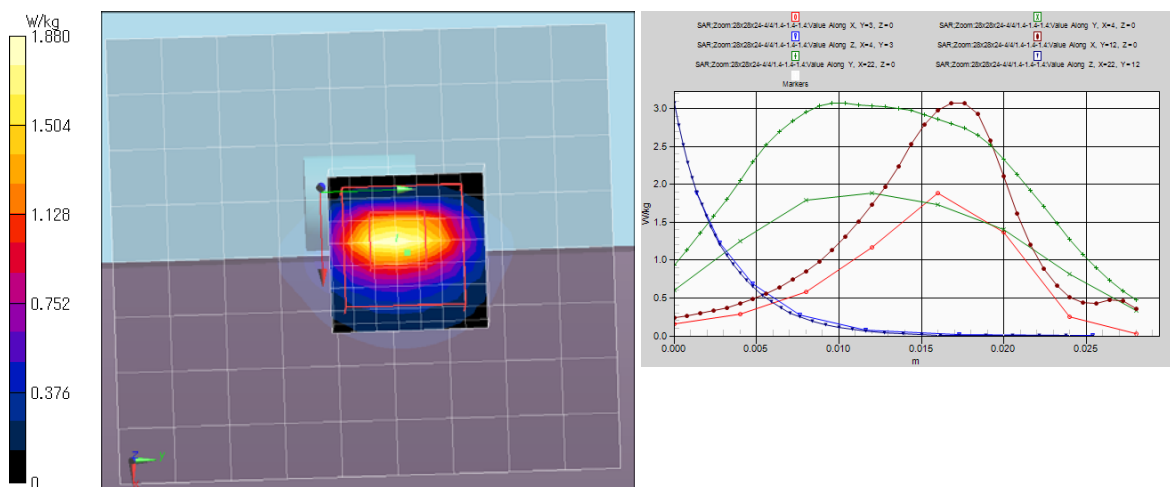 W/kg
1.880
1.504
1.128
0.752
0.376
0
z
y
SAR;Zoom:28x28x24-4/4/1.4-1.4-1.4:Value Along X, Y=3, Z=0
SAR;Zoom:28x28x24-4/4/1.4-1.4-1.4:Value Along Y, X=4, Z=0
SAR;Zoom:28x28x24-4/4/1.4-1.4-1.4:Value Along Z, X=4, Y=3
SAR;Zoom:28x28x24-4/4/1.4-1.4-1.4:Value Along X, Y=12, Z=0
SAR;Zoom:28x28x24-4/4/1.4-1.4-1.4:Value Along Y, X=22, Z=0
SAR;Zoom:28x28x24-4/4/1.4-1.4-1.4:Value Along Z, X=22, Y=12
Markers
W/kg
3.0
2.5
2.0
1.5
1.0
0.5
0.0
0.000 0.005 0.010 0.015 0.020 0.025
m